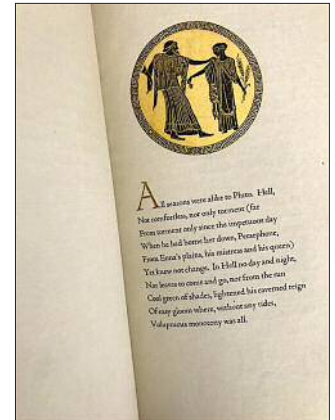 All seasons were alike to Pluto. Hell,
Not comfortless, nor only torment (far
From torment only since the impetuous day
When he had borne her down, Persephone,
From Enna's plains, his mistress and his queen)
Yet knew not change. In Hell no day and night,
Nor leaves to come and go, nor from the sun
Cool green of shades, lightened his caverned reign
Of easy gloom where, without any tides,
Voluptuous monotony was all.